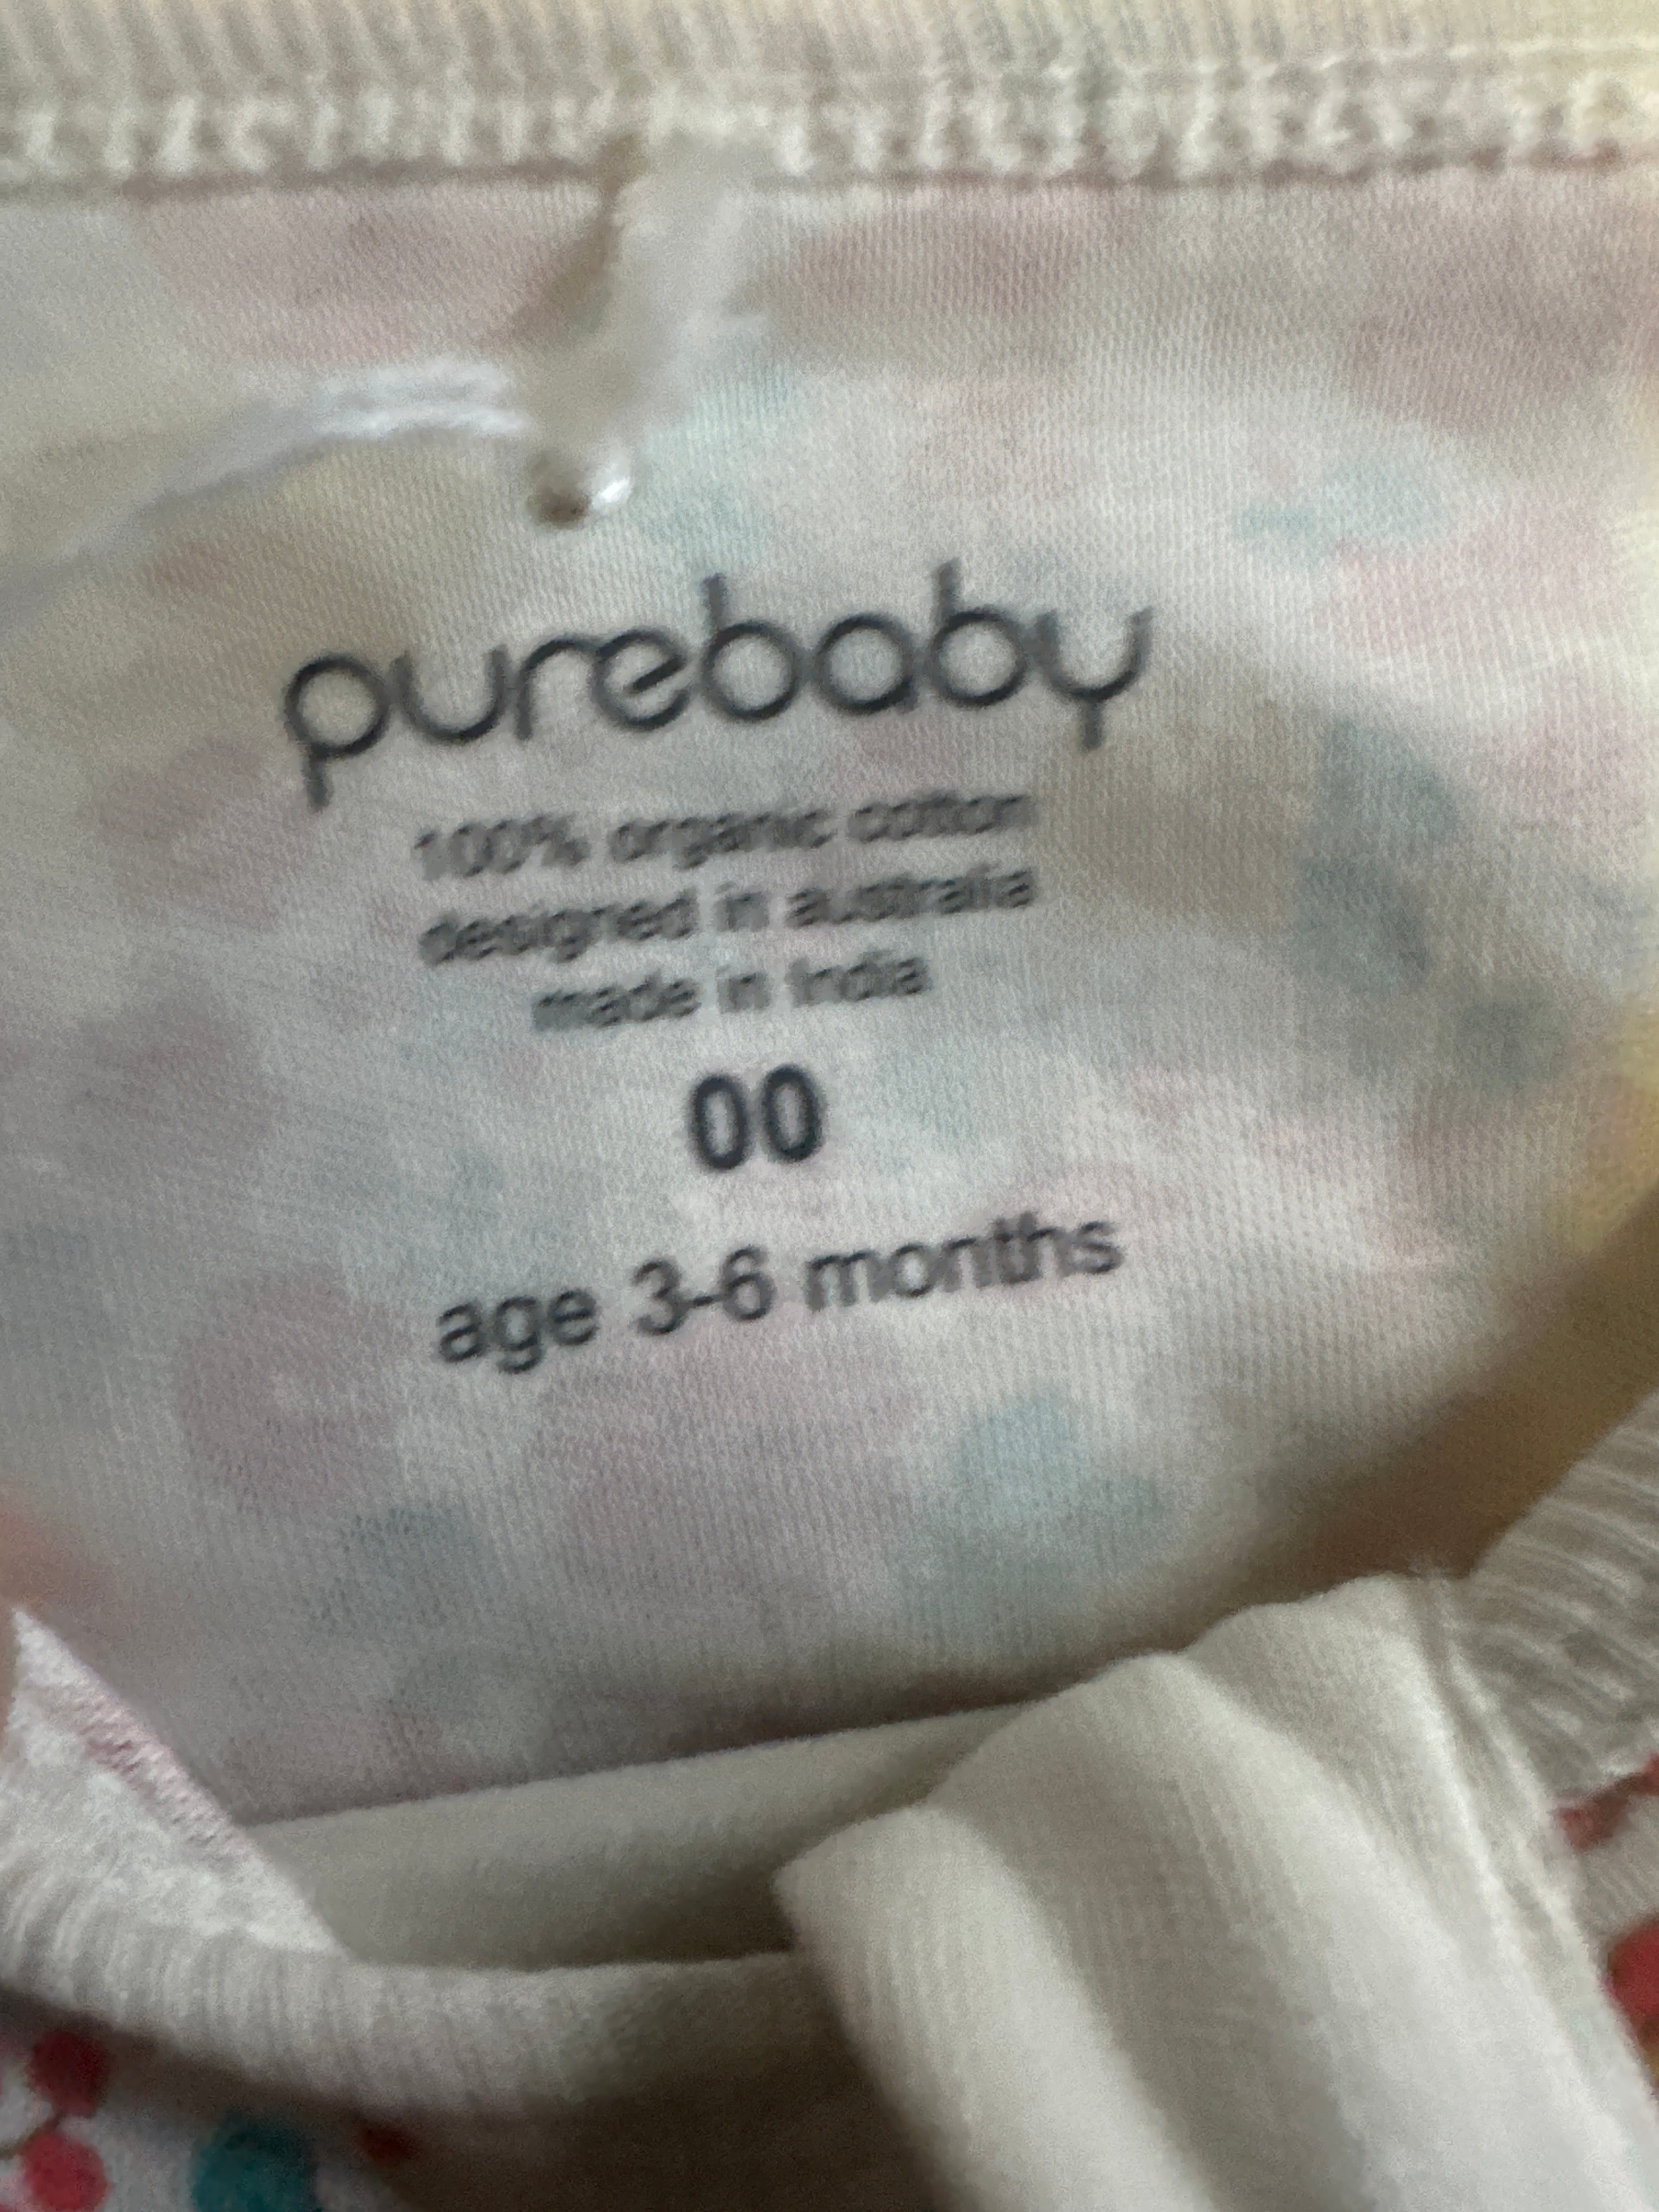 purebaby
100% organic cotton
designed in australia
made in India
00
age 3-6 months